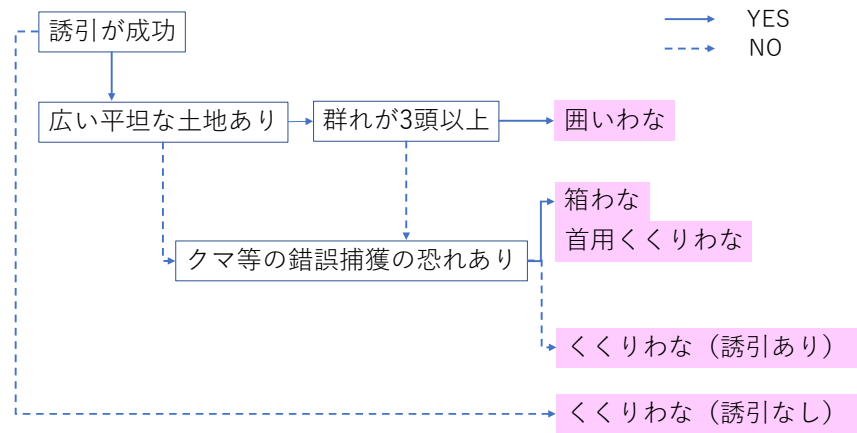 誘引が成功
YES
NO
広い平坦な土地あり
群れが3頭以上
囲いわな
箱わな
首用くくりわな
クマ等の錯誤捕獲の恐れあり
くくりわな（誘引あり）
くくりわな（誘引なし）